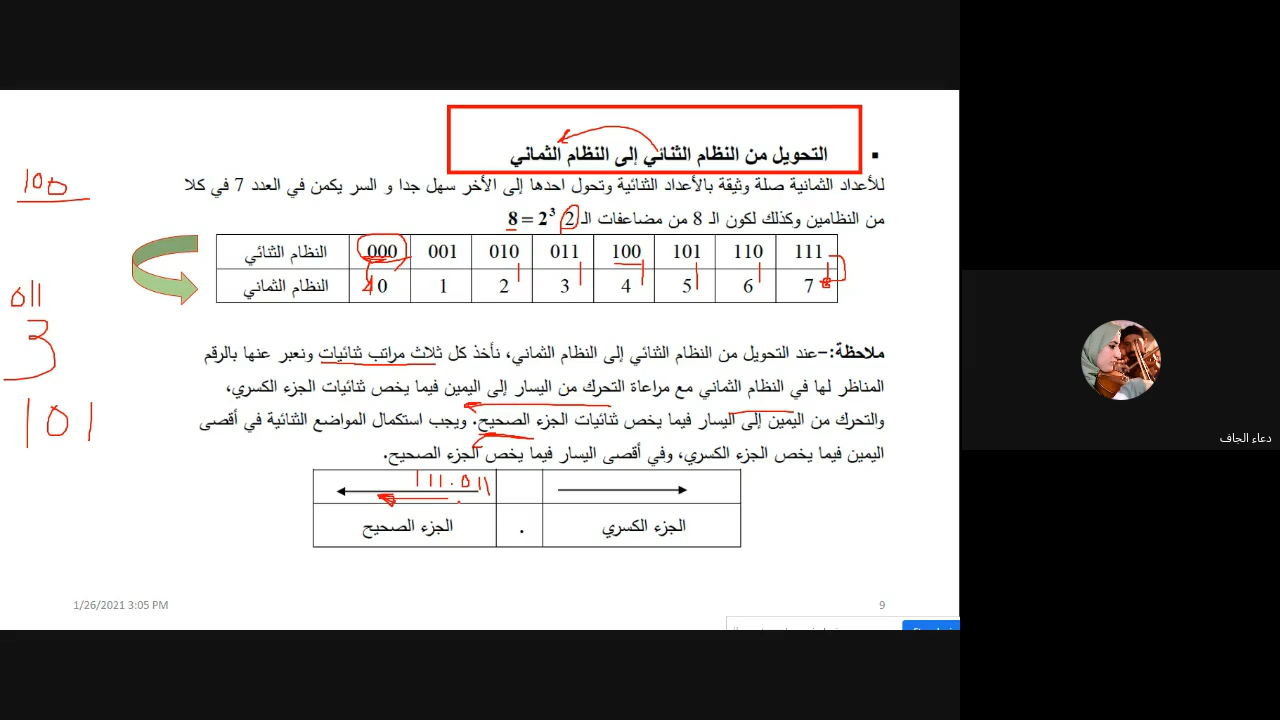 ▪ التحويل من النظام الثنائي إلى النظام الثماني
للأعداد الثمانية صلة وثيقة بالأعداد الثنائية وتحول احدها إلى الأخر سهل جدا و السر يكمن في العدد 7 في كلا
من النظامين وكذلك لكون الـ 8 من مضاعفات الـ 2 8 = 2³
النظام الثنائي 000 001 010 011 100 101 110 111
النظام الثماني 0 1 2 3 4 5 6 7
100
011
3
101
ملاحظة:-عند التحويل من النظام الثنائي إلى النظام الثماني، نأخذ كل ثلاث مراتب ثنائيات ونعبر عنها بالرقم
المناظر لها في النظام الثماني مع مراعاة التحرك من اليسار إلى اليمين فيما يخص ثنائيات الجزء الكسري،
والتحرك من اليمين إلى اليسار فيما يخص ثنائيات الجزء الصحيح. ويجب استكمال المواضع الثنائية في أقصى
اليمين فيما يخص الجزء الكسري، وفي أقصى اليسار فيما يخص الجزء الصحيح.
111.011
الجزء الصحيح . الجزء الكسري
1/26/2021 3:05 PM
9
دعاء الجاف